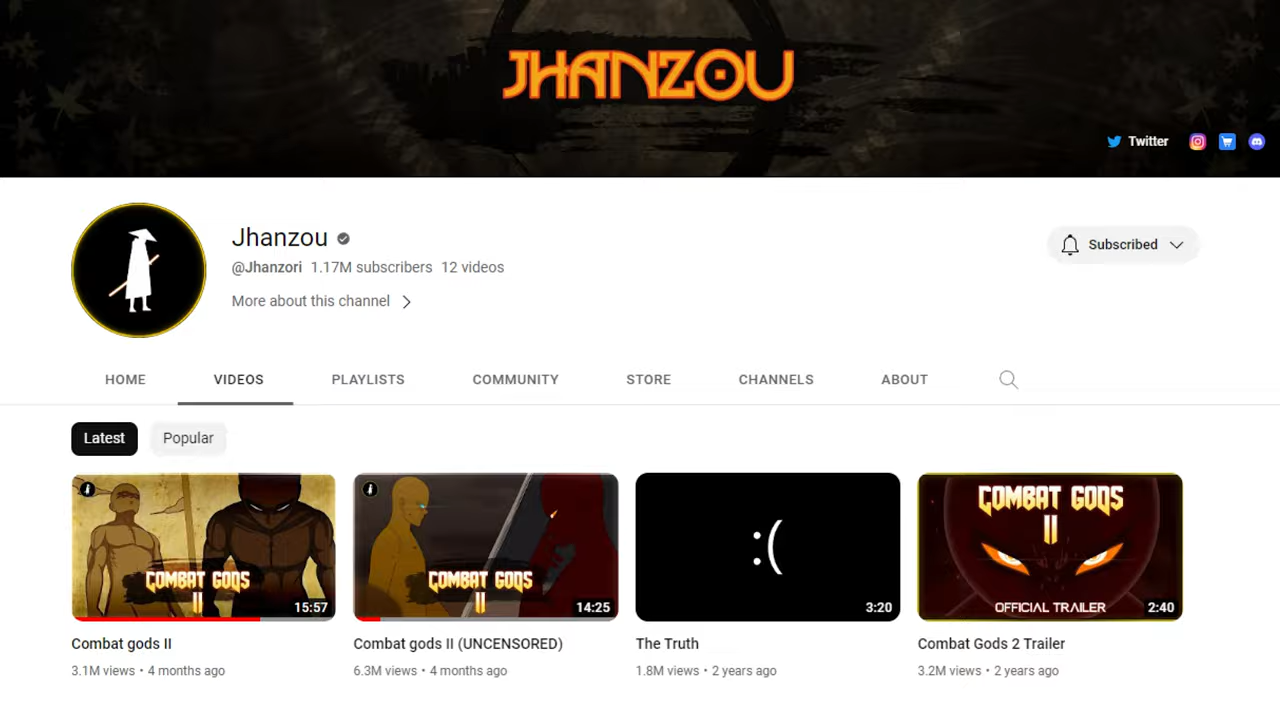 JHANZOU
Twitter
Jhanzou
@Jhanzori 1.17M subscribers 12 videos
More about this channel
Subscribed
HOME VIDEOS PLAYLISTS COMMUNITY STORE CHANNELS ABOUT
Latest Popular
COMBAT GODS
II
15:57
COMBAT GODS
II
14:25
:(
3:20
COMBAT GODS
II
OFFICIAL TRAILER
2:40
Combat gods II
3.1M views • 4 months ago
Combat gods II (UNCENSORED)
6.3M views • 4 months ago
The Truth
1.8M views • 2 years ago
Combat Gods 2 Trailer
3.2M views • 2 years ago